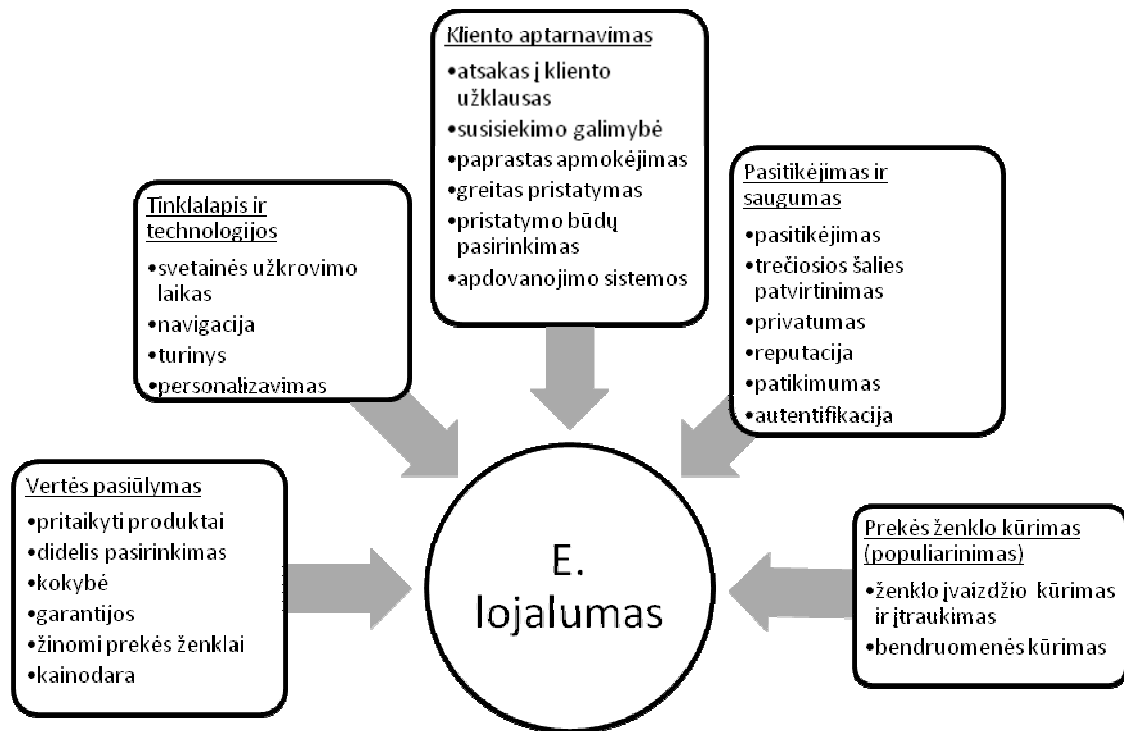 Kliento aptarnavimas
•atsakas į kliento
užklausas
•susisiekimo galimybė
•paprastas apmokėjimas
•greitas pristatymas
•pristatymo būdų
pasirinkimas
•apdovanojimo sistemos
Tinklalapis ir
technologijos
•svetainės užkrovimo
laikas
•navigacija
•turinys
•personalizavimas
Pasitikėjimas ir
saugumas
•pasitikėjimas
•trečiosios šalies
patvirtinimas
•privatumas
•reputacija
•patikimumas
•autentifikacija
Vertės pasiūlymas
•pritaikyti produktai
•didelis pasirinkimas
•kokybė
•garantijos
•žinomi prekės ženklai
•kainodara
E.
lojalumas
Prekės ženklo kūrimas
(populiarinimas)
•ženklo įvaizdžio kūrimas
ir įtraukimas
•bendruomenės kūrimas